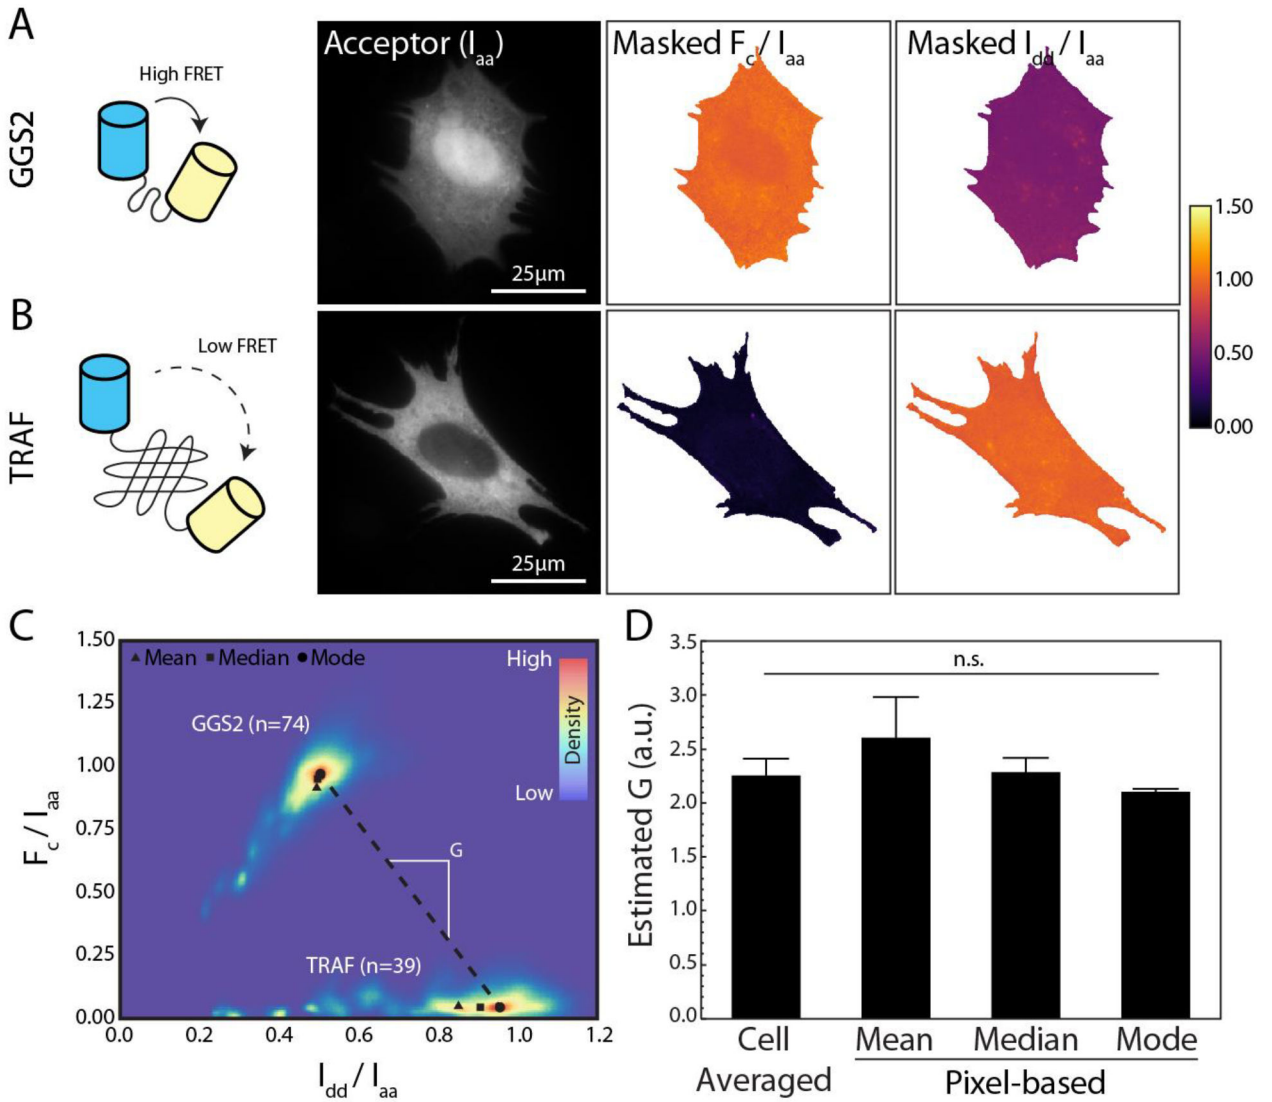 A
GGS2
High FRET
Acceptor (Iaa)
25μm
Masked Fc / Iaa
Masked Idd / Iaa
1.50
1.00
0.50
0.00
B
TRAF
Low FRET
25μm
C
Fc / Iaa
1.50
1.25
1.00
0.75
0.50
0.25
0.00
▲Mean ■Median ●Mode
High
Density
Low
GGS2 (n=74)
G
TRAF (n=39)
0.0 0.2 0.4 0.6 0.8 1.0 1.2
Idd / Iaa
D
Estimated G (a.u.)
3.5
3.0
2.5
2.0
1.5
1.0
0.5
0.0
n.s.
Cell Mean Median Mode
Averaged Pixel-based